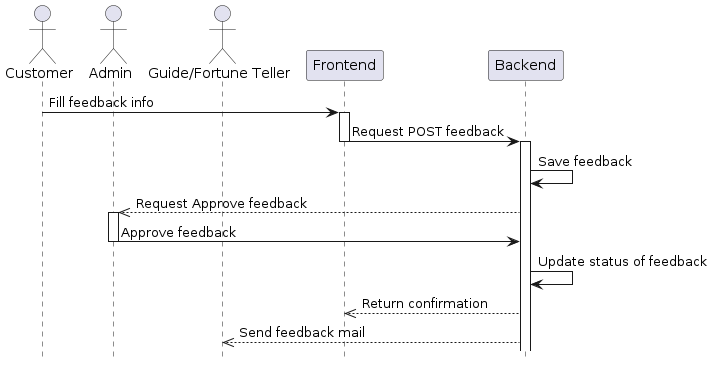 Customer
Admin
Guide/Fortune Teller
Frontend
Backend
Fill feedback info
Request POST feedback
Save feedback
Request Approve feedback
Approve feedback
Update status of feedback
Return confirmation
Send feedback mail